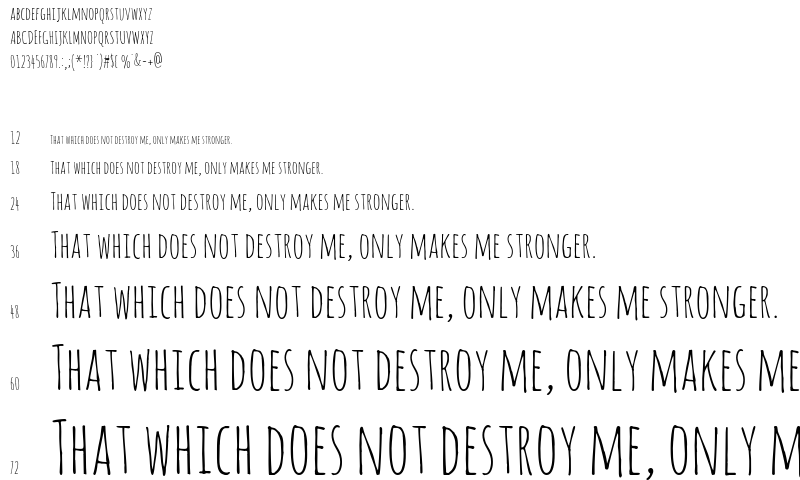 ABCDEFGHIJKLMNOPQRSTUVWXYZ
ABCDEFGHIJKLMNOPQRSTUVWXYZ
0123456789.:,;(*!?]')#$[%'&-+@
12 That which does not destroy me, only makes me stronger.
18 That which does not destroy me, only makes me stronger.
24 That which does not destroy me, only makes me stronger.
36 That which does not destroy me, only makes me stronger.
48 That which does not destroy me, only makes me stronger.
60 That which does not destroy me, only makes me
72 That which does not destroy me, only m